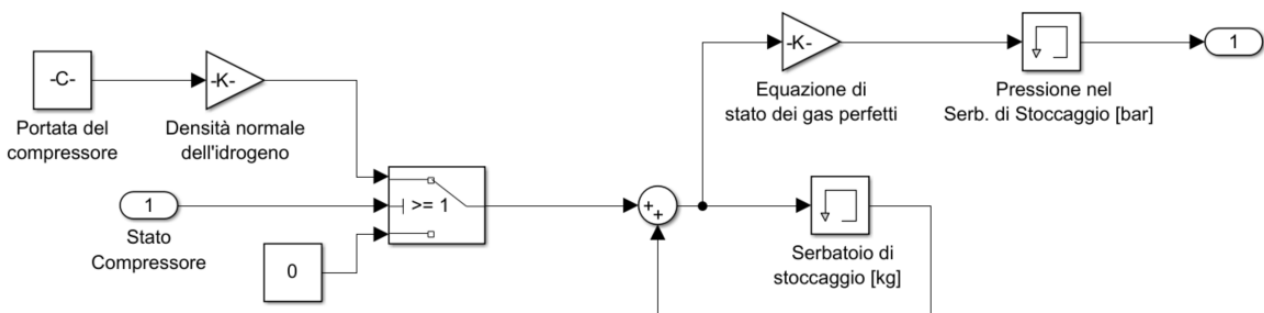 -K-
1
Equazione di
stato dei gas perfetti
Pressione nel
Serb. di Stoccaggio [bar]
-C-
-K-
Portata del
compressore
Densità normale
dell'idrogeno
1
>= 1
+
+
Stato
Compressore
0
Serbatoio di
stoccaggio [kg]